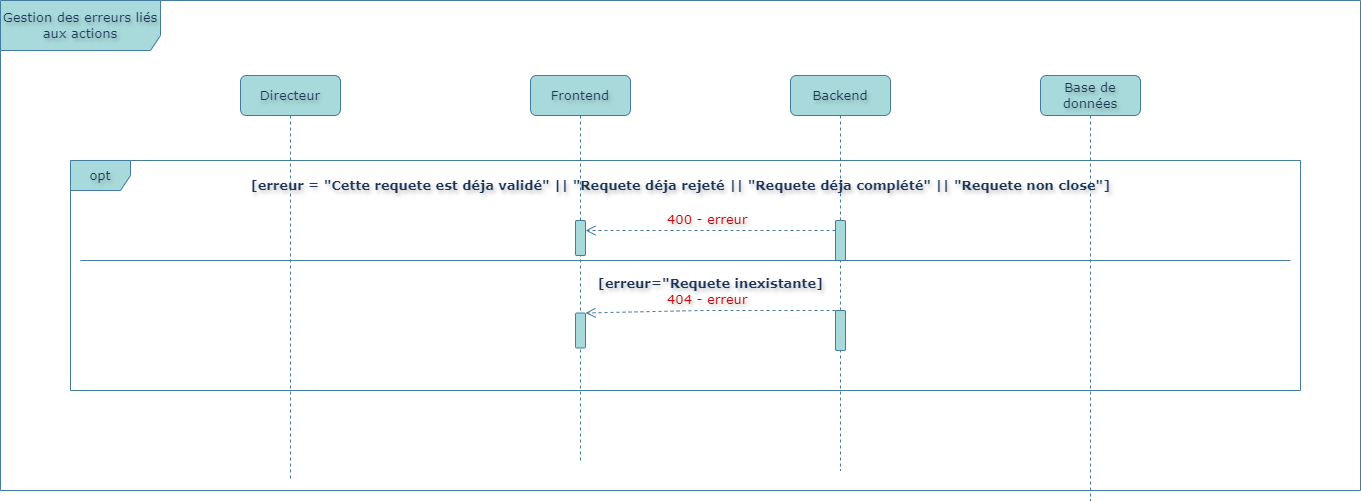 Gestion des erreurs liés
aux actions
Directeur
Frontend
Backend
Base de
données
opt
[erreur = "Cette requete est déja validé" || "Requete déja rejeté || "Requete déja complété" || "Requete non close"]
400 - erreur
[erreur="Requete inexistante]
404 - erreur